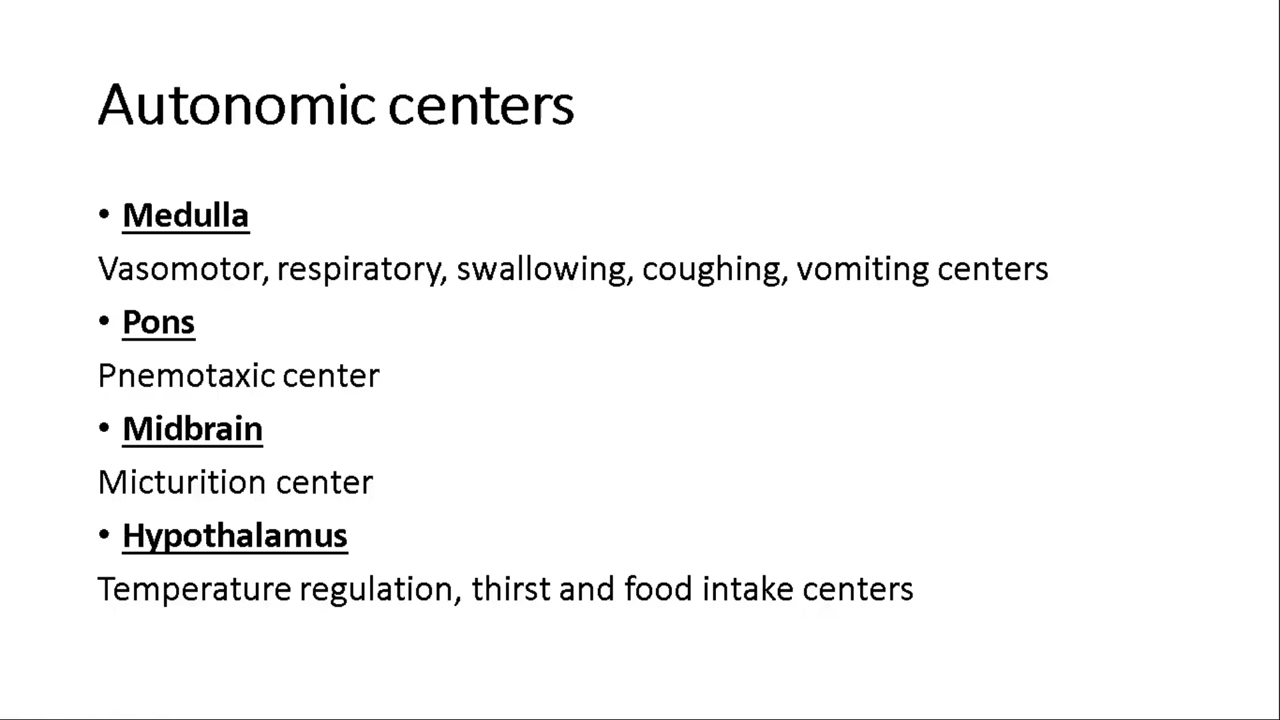 Autonomic centers
• Medulla
Vasomotor, respiratory, swallowing, coughing, vomiting centers
• Pons
Pnemotaxic center
• Midbrain
Micturition center
• Hypothalamus
Temperature regulation, thirst and food intake centers